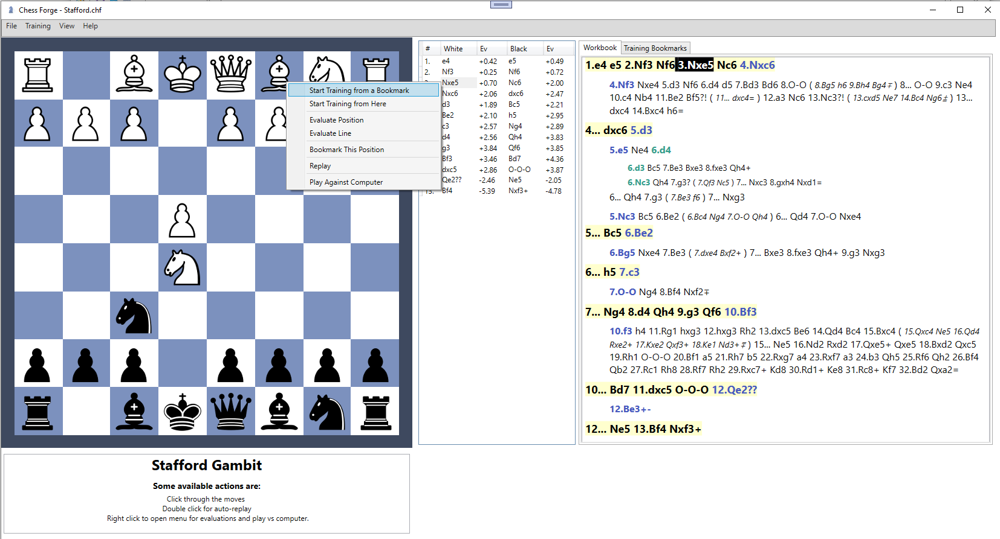 Chess Forge - Stafford.chf
File Training View Help
# White Ev Black Ev
1. e4 +0.42 e5 +0.49
2. Nf3 +0.25 Nf6 +0.72
Nxe5 +0.70 Nc6 +2.00
Nxc6 +2.06 dxc6 +2.47
d3 +1.89 Bc5 +2.21
Be2 +2.10 h5 +2.95
c3 +2.57 Ng4 +2.89
d4 +2.56 Qh4 +3.83
g3 +3.84 Qf6 +3.85
Bf3 +3.46 Bd7 +4.36
dxc5 +2.86 O-O-O +3.87
Qe2?? -2.46 Ne5 -2.05
13. Bf4 -5.39 Nxf3+ -4.78
Start Training from a Bookmark
Start Training from Here
Evaluate Position
Evaluate Line
Bookmark This Position
Replay
Play Against Computer
Workbook Training Bookmarks
1.e4 e5 2.Nf3 Nf6 3.Nxe5 Nc6 4.Nxc6
4.Nf3 Nxe4 5.d3 Nf6 6.d4 d5 7.Bd3 Bd6 8.O-O ( 8.Bg5 h6 9.Bh4 Bg4∓ ) 8... O-O 9.c3 Ne4
10.c4 Nb4 11.Be2 Bf5?! ( 11... dxc4= ) 12.a3 Nc6 13.Nc3?! ( 13.cxd5 Ne7 14.Bc4 Ng6⩲ ) 13...
dxc4 14.Bxc4 h6=
4... dxc6 5.d3
5.e5 Ne4 6.d4
6.d3 Bc5 7.Be3 Bxe3 8.fxe3 Qh4+
6.Nc3 Qh4 7.g3? ( 7.Qf3 Nc5 ) 7... Nxc3 8.gxh4 Nxd1=
6... Qh4 7.g3 ( 7.Be3 f6 ) 7... Nxg3
5.Nc3 Bc5 6.Be2 ( 6.Bc4 Ng4 7.O-O Qh4 ) 6... Qd4 7.O-O Nxe4
5... Bc5 6.Be2
6.Bg5 Nxe4 7.Be3 ( 7.dxe4 Bxf2+ ) 7... Bxe3 8.fxe3 Qh4+ 9.g3 Nxg3
6... h5 7.c3
7.O-O Ng4 8.Bf4 Nxf2∓
7... Ng4 8.d4 Qh4 9.g3 Qf6 10.Bf3
10.f3 h4 11.Rg1 hxg3 12.hxg3 Rh2 13.dxc5 Be6 14.Qd4 Bc4 15.Bxc4 ( 15.Qxc4 Ne5 16.Qd4
Rxe2+ 17.Kxe2 Qxf3+ 18.Ke1 Nd3+∓ ) 15... Ne5 16.Nd2 Rxd2 17.Qxe5+ Qxe5 18.Bxd2 Qxc5
19.Rh1 O-O-O 20.Bf1 a5 21.Rh7 b5 22.Rxg7 a4 23.Rxf7 a3 24.b3 Qh5 25.Rf6 Qh2 26.Bf4
Qb2 27.Rc1 Rh8 28.Rf7 Rh2 29.Rxc7+ Kd8 30.Rd1+ Ke8 31.Rc8+ Kf7 32.Bd2 Qxa2=
10... Bd7 11.dxc5 O-O-O 12.Qe2??
12.Be3+-
12... Ne5 13.Bf4 Nxf3+
Stafford Gambit
Some available actions are:
Click through the moves
Double click for auto-replay
Right click to open menu for evaluations and play vs computer.